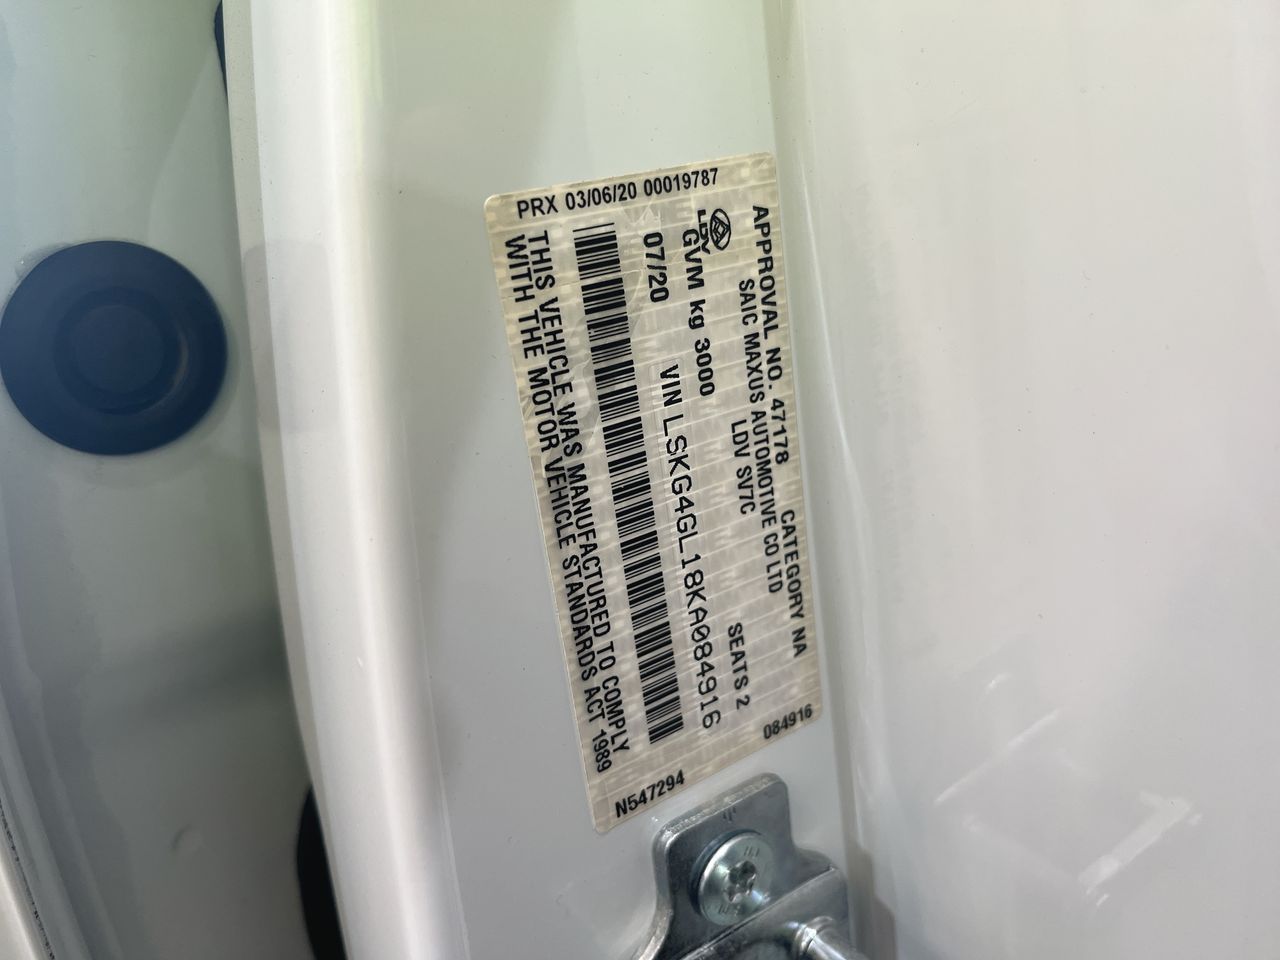 PRX 03/06/20 00019787
APPROVAL NO. 47178 CATEGORY NA
SAIC MAXUS AUTOMOTIVE CO LTD
LDV
LDV SV7C SEATS 2
GVM kg 3000
07/20 VIN LSKG4GL18KA084916
THIS VEHICLE WAS MANUFACTURED TO COMPLY
WITH THE MOTOR VEHICLE STANDARDS ACT 1989
N547294 084916